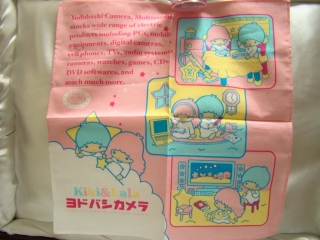 Yodobashi Camera, Multimedia,
stocks wide range of electric
products including PCs, mobile
equipments, digital cameras,
cell phones, TVs, audio systems,
cameras, watches, games, CDs,
DVD softwares, and
much much more.
Kiki&Lala
ヨドバシカメラ